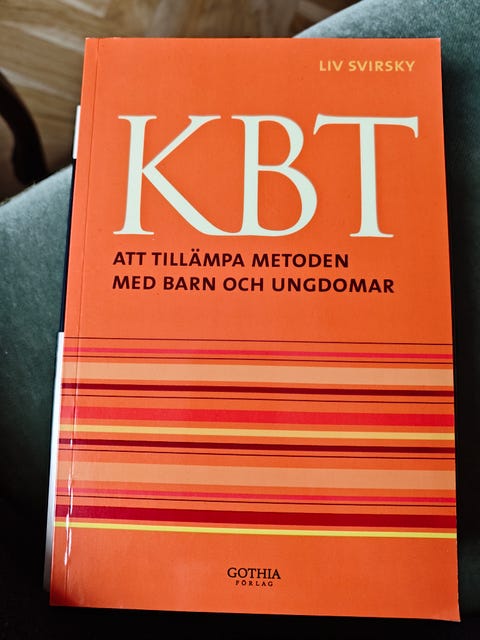 LIV SVIRSKY
KBT
ATT TILLÄMPA METODEN
MED BARN OCH UNGDOMAR
GOTHIA
FÖRLAG